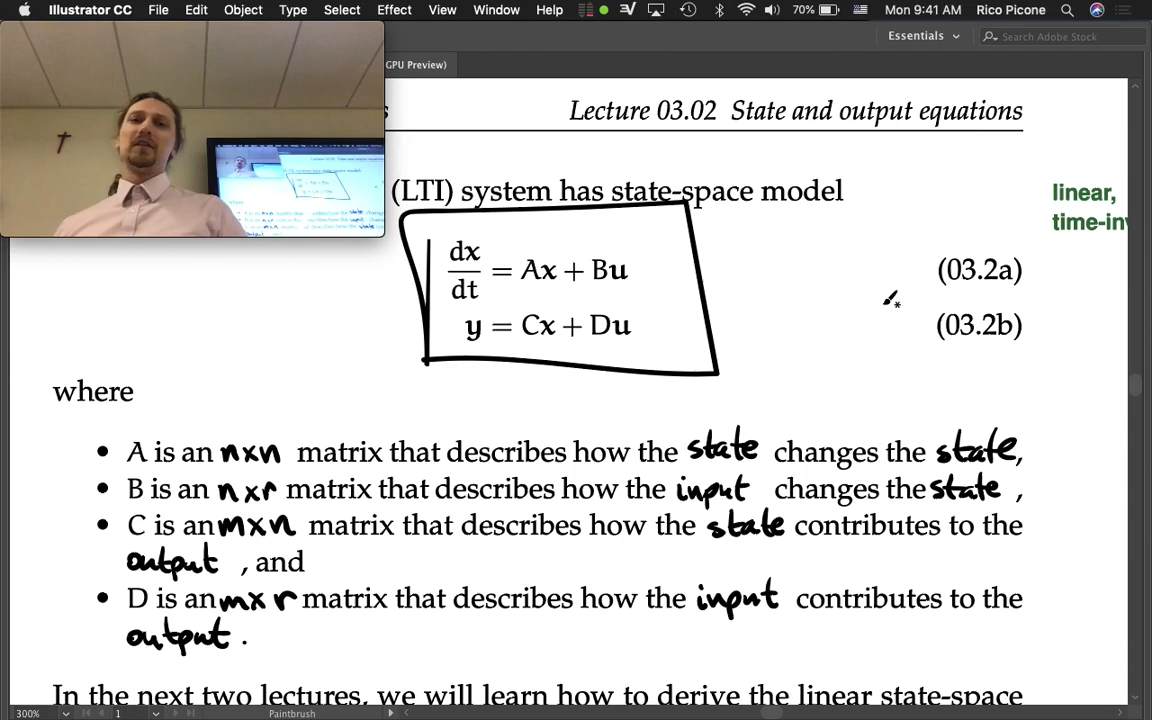 Illustrator CC File Edit Object Type Select Effect View Window Help 70% Mon 9:41 AM Rico Picone
Essentials Search Adobe Stock
GPU Preview)
s Lecture 03.02 State and output equations
(LTI) system has state-space model
linear,
time-inv
dx/dt = Ax + Bu (03.2a)
y = Cx + Du (03.2b)
where
• A is an nxn matrix that describes how the state changes the state,
• B is an nxr matrix that describes how the input changes the state ,
• C is an mxn matrix that describes how the state contributes to the
output , and
• D is an mxr matrix that describes how the input contributes to the
output .
In the next two lectures, we will learn how to derive the linear state-space
300% 1 Paintbrush